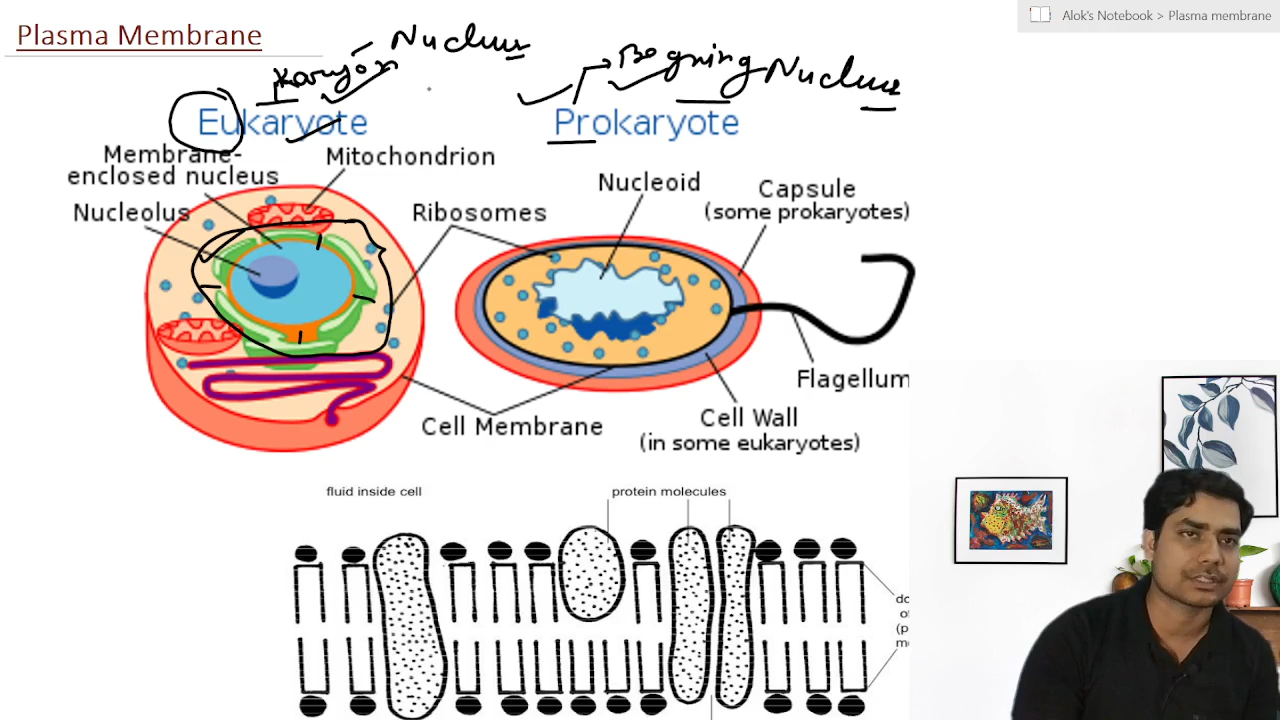 Alok's Notebook > Plasma membrane
Plasma Membrane
Karyon - Nucleus
Begning Nucleus
Eukaryote
Prokaryote
Membrane-
enclosed nucleus
Mitochondrion
Nucleolus
Ribosomes
Nucleoid
Capsule
(some prokaryotes)
Flagellum
Cell Membrane
Cell Wall
(in some eukaryotes)
fluid inside cell
protein molecules